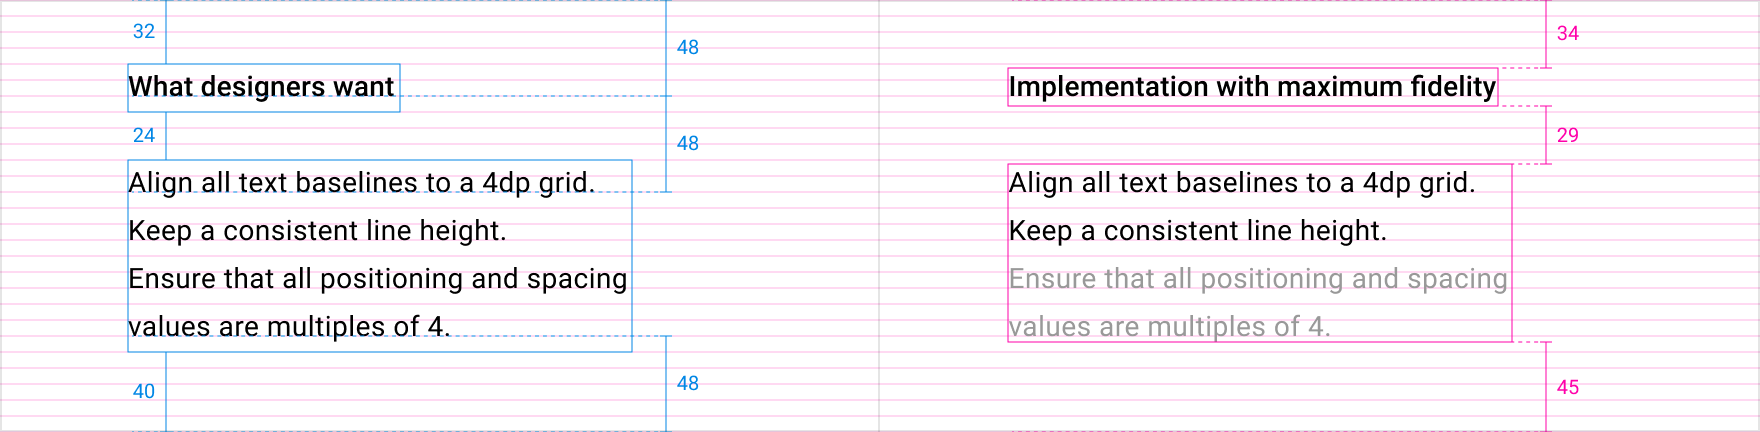 32
48
What designers want
24
48
Align all text baselines to a 4dp grid.
Keep a consistent line height.
Ensure that all positioning and spacing
values are multiples of 4.
40
48
34
Implementation with maximum fidelity
29
Align all text baselines to a 4dp grid.
Keep a consistent line height.
Ensure that all positioning and spacing
values are multiples of 4.
45